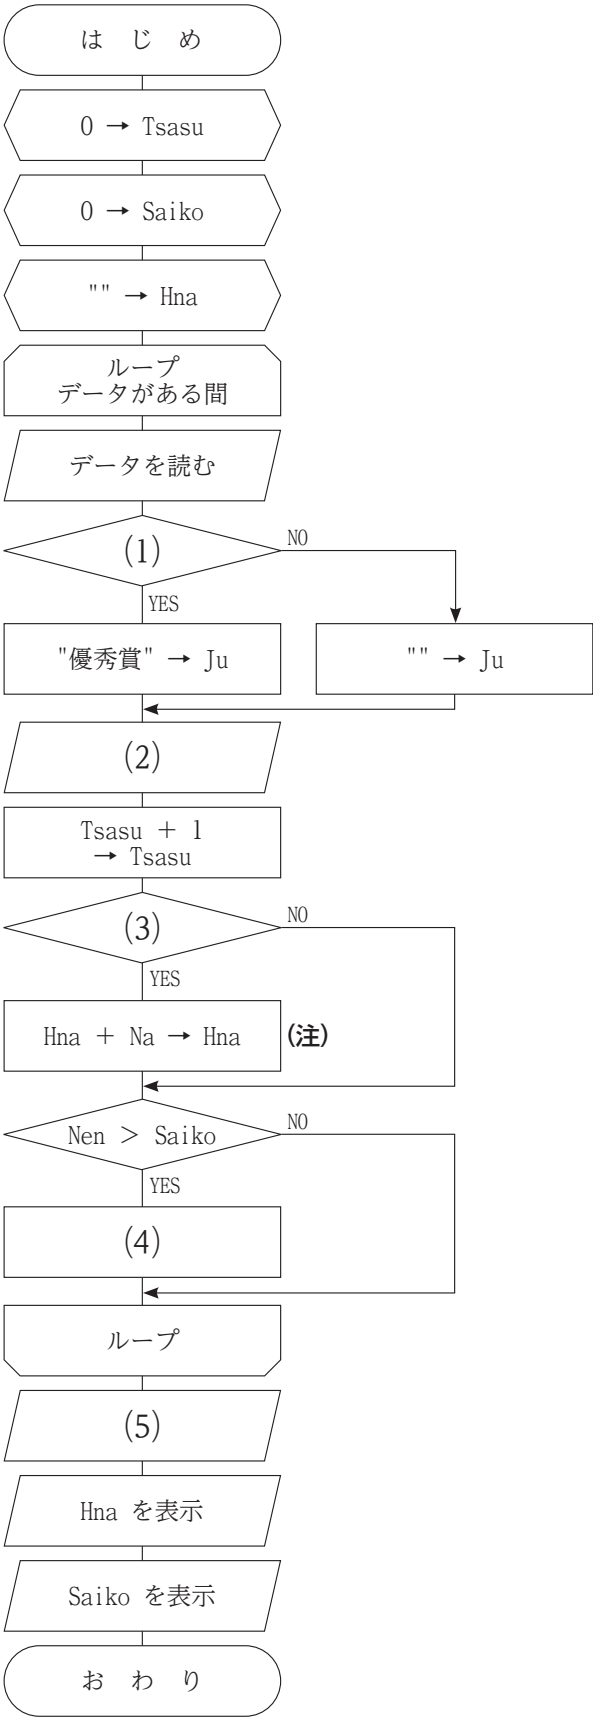 は じ め
0 → Tsasu
0 → Saiko
"" → Hna
ループ
データがある間
データを読む
(1)
NO
YES
"優秀賞" → Ju
"" → Ju
(2)
Tsasu + 1
→ Tsasu
(3)
NO
YES
Hna + Na → Hna
(注)
Nen > Saiko
NO
YES
(4)
ループ
(5)
Hna を表示
Saiko を表示
お わ り